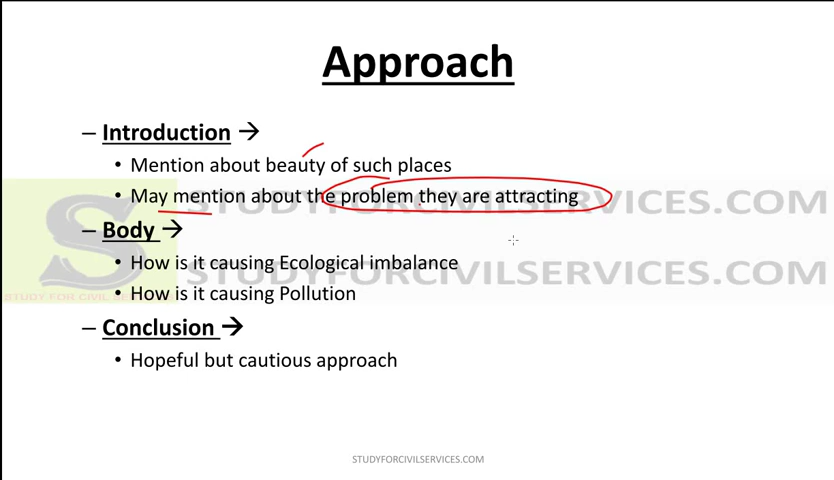 Approach
– Introduction →
• Mention about beauty of such places
• May mention about the problem they are attracting
STUDYFORCIVILSERVICES.COM
– Body →
• How is it causing Ecological imbalance
STUDYFORCIVILSERVICES.COM
• How is it causing Pollution
S
STUDY FOR CIVIL SERVICES
– Conclusion →
• Hopeful but cautious approach
STUDYFORCIVILSERVICES.COM